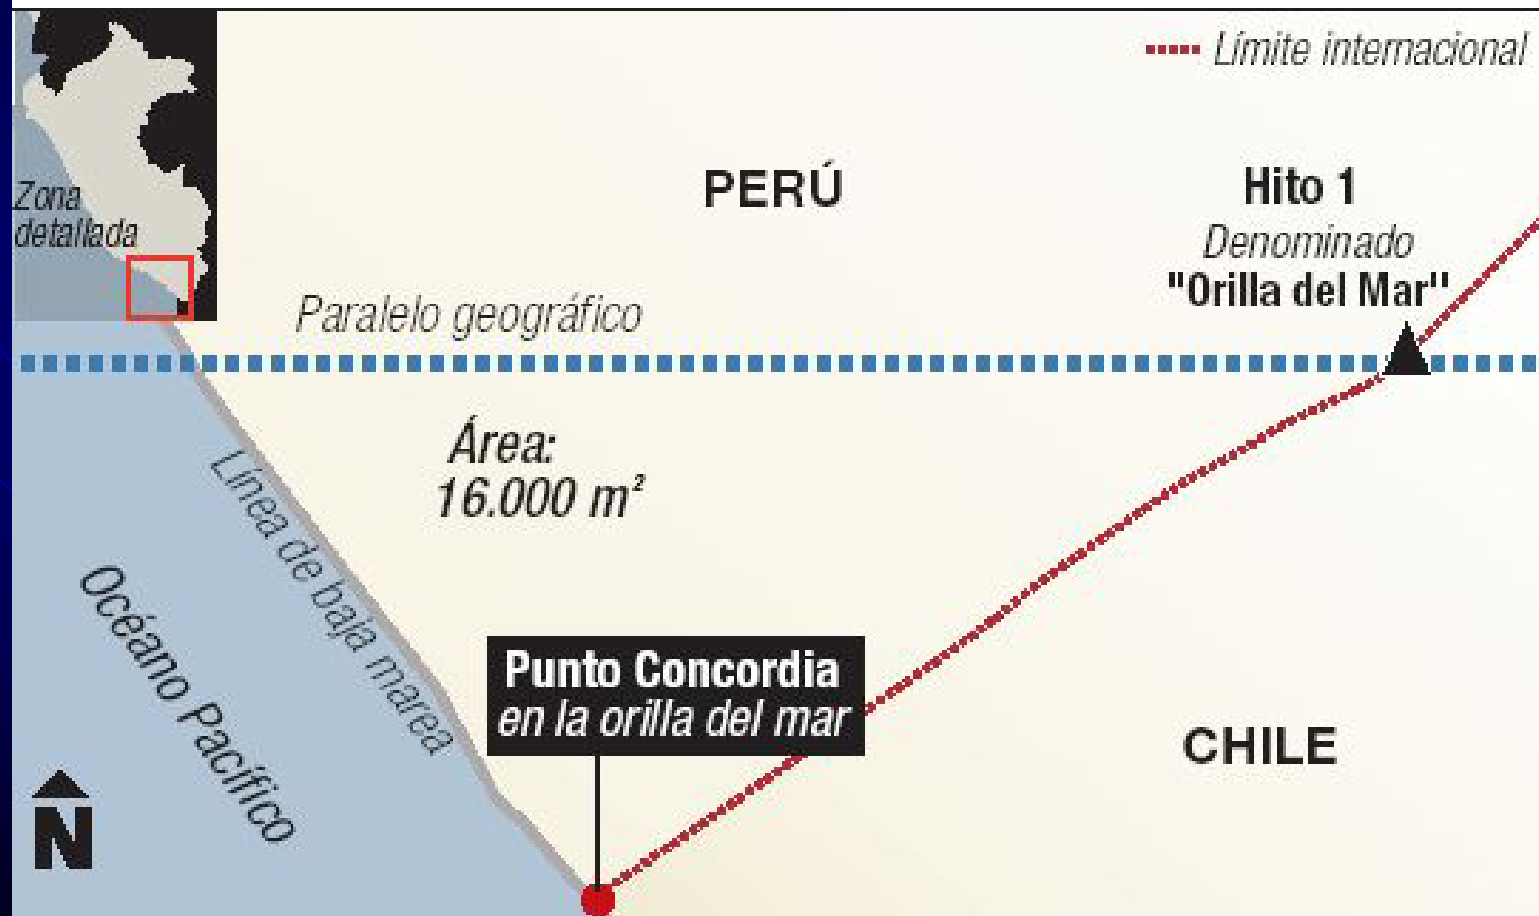 Límite internacional
PERÚ
Hito 1
Denominado
"Orilla del Mar"
Zona
detallada
Paralelo geográfico
Área:
16.000 m²
Línea de baja marea
Océano Pacífico
Punto Concordia
en la orilla del mar
CHILE
N